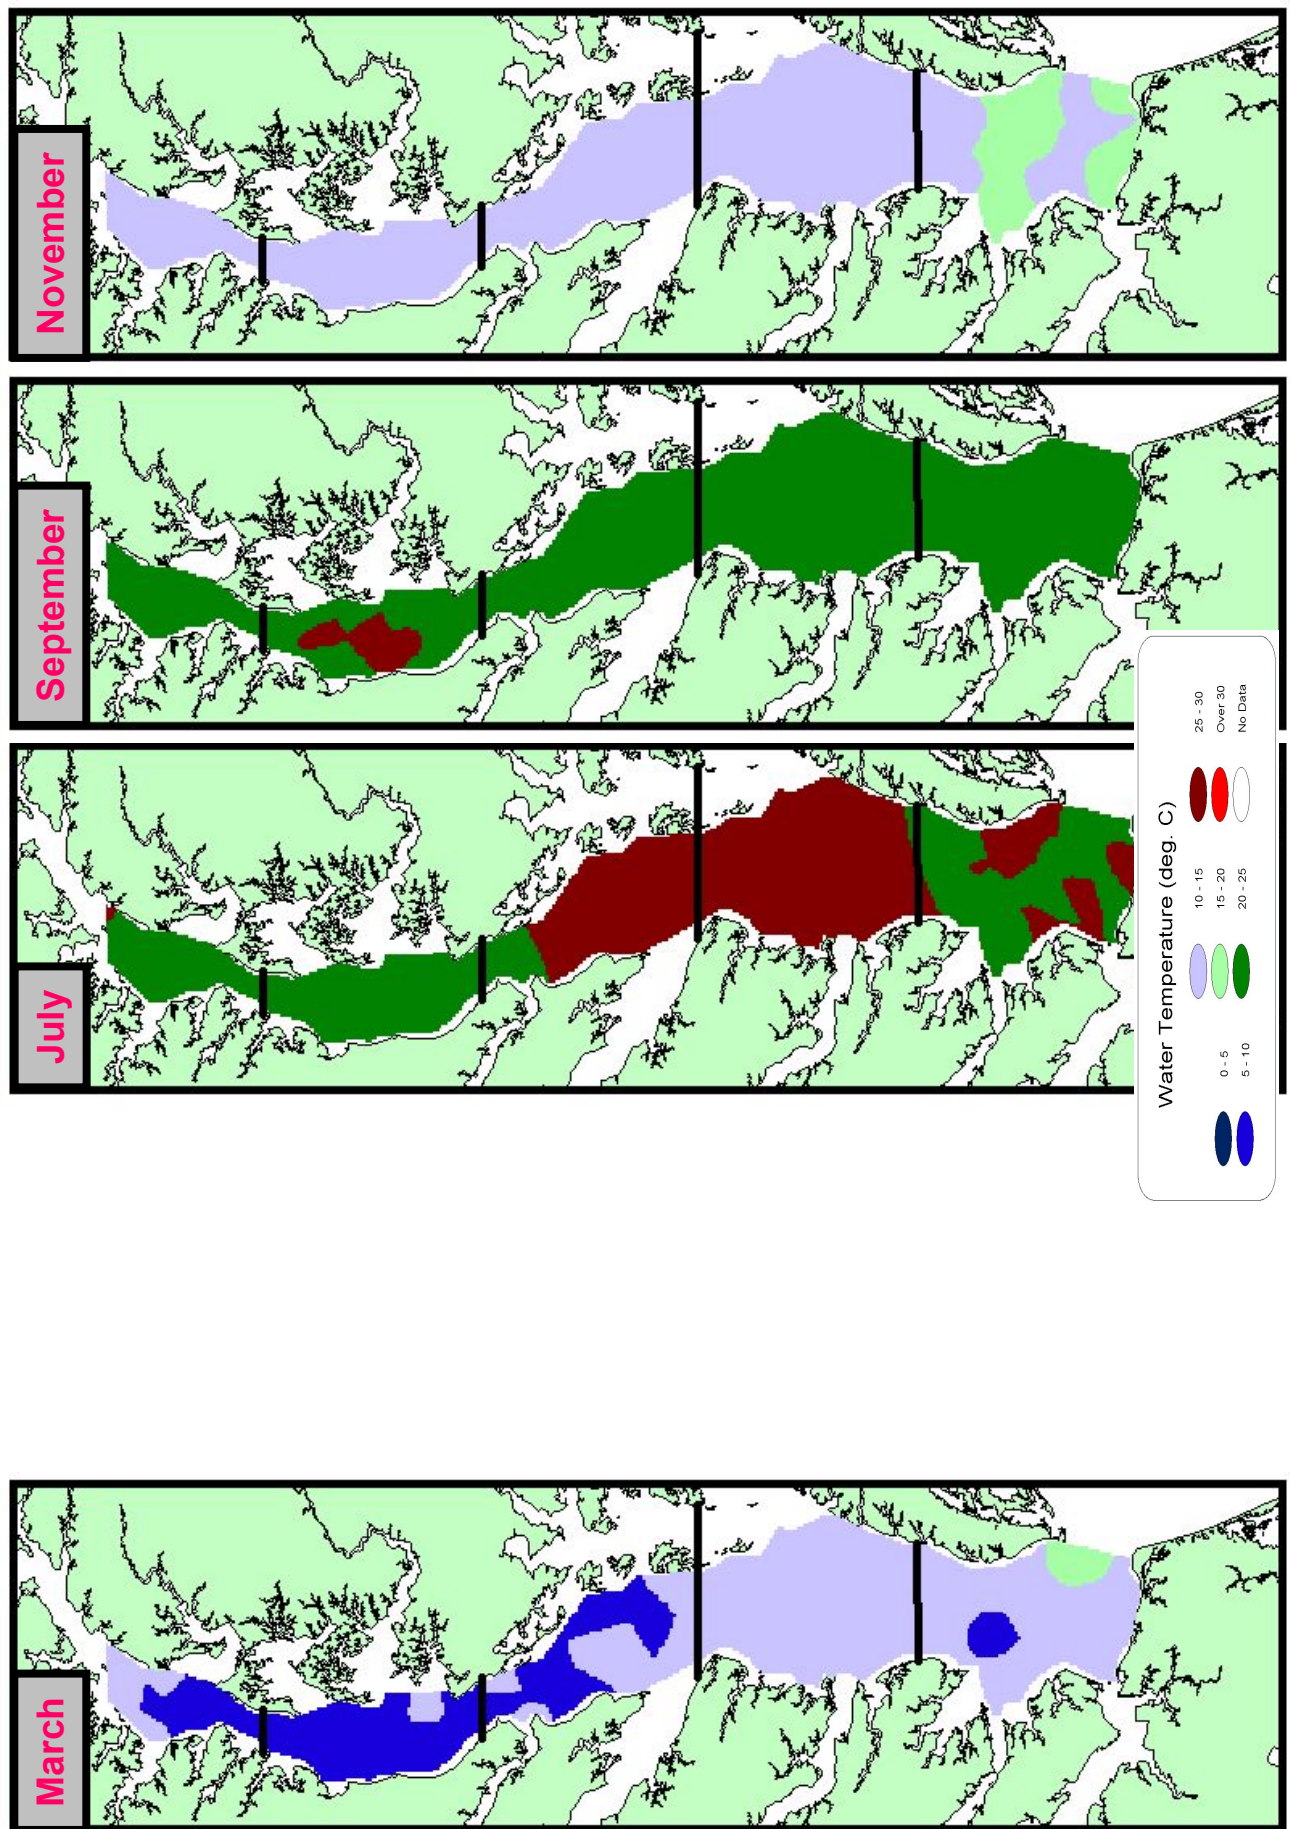 March
July
September
November
Water Temperature (deg. C)
0 - 5
5 - 10
10 - 15
15 - 20
20 - 25
25 - 30
Over 30
No Data